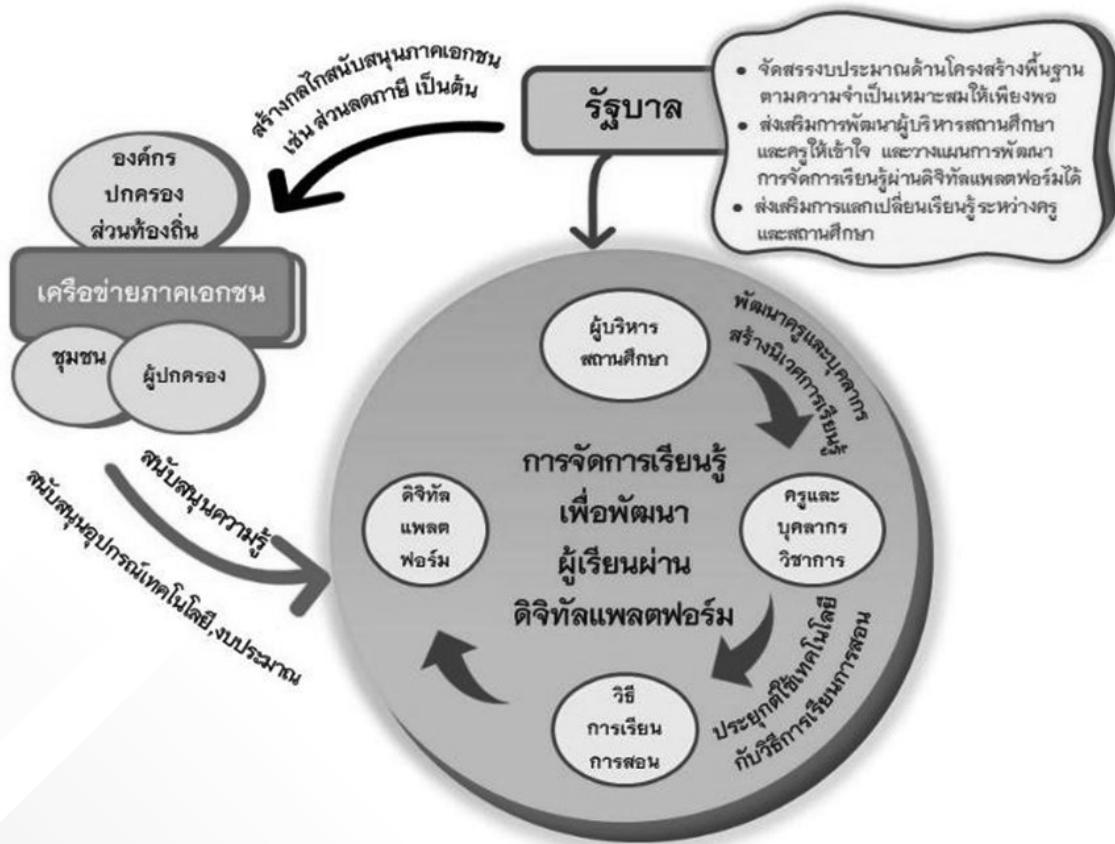 สร้างกลไกสนับสนุนภาคเอกชน
เช่น ส่วนลดภาษี เป็นต้น
รัฐบาล
• จัดสรรงบประมาณด้านโครงสร้างพื้นฐาน
ตามความจำเป็นเหมาะสมให้เพียงพอ
• ส่งเสริมการพัฒนาผู้บริหารสถานศึกษา
และครูให้เข้าใจ และวางแผนการพัฒนา
การจัดการเรียนรู้ผ่านดิจิทัลแพลตฟอร์มได้
• ส่งเสริมการแลกเปลี่ยนเรียนรู้ระหว่างครู
และสถานศึกษา
องค์กร
ปกครอง
ส่วนท้องถิ่น
เครือข่ายภาคเอกชน
ชุมชน
ผู้ปกครอง
สนับสนุนความรู้
สนับสนุนอุปกรณ์เทคโนโลยี,งบประมาณ
ผู้บริหาร
สถานศึกษา
พัฒนาครูและบุคลากร
สร้างนิเวศการเรียนรู้
การจัดการเรียนรู้
เพื่อพัฒนา
ผู้เรียนผ่าน
ดิจิทัลแพลตฟอร์ม
ครูและ
บุคลากร
วิชาการ
ประยุกต์ใช้เทคโนโลยี
กับวิธีการเรียนการสอน
วิธี
การเรียน
การสอน
ดิจิทัล
แพลต
ฟอร์ม